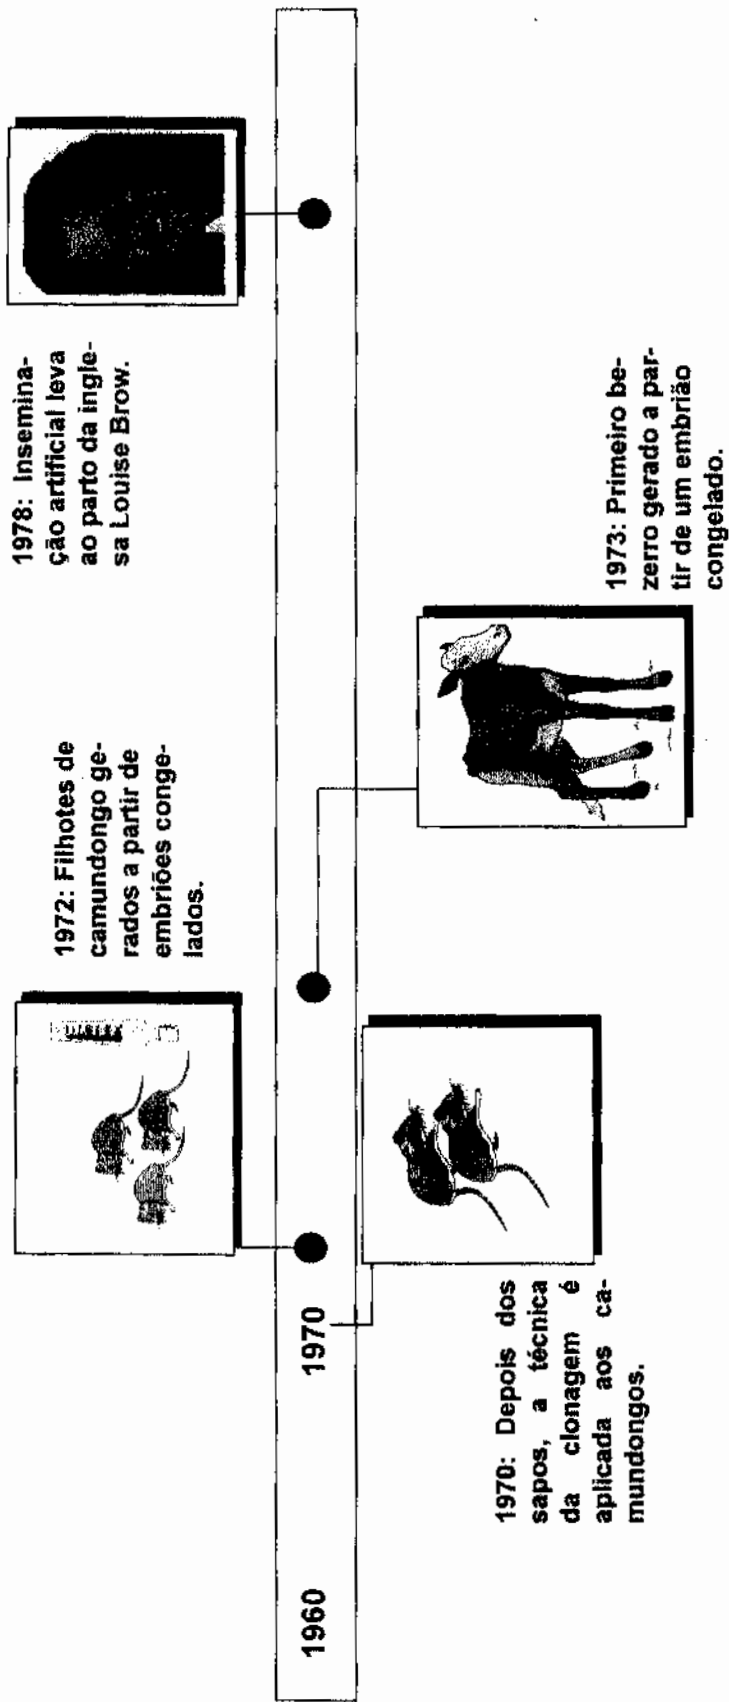 1960
1970
1970: Depois dos
sapos, a técnica
da clonagem é
aplicada aos ca-
mundongos.
1972: Filhotes de
camundongo ge-
rados a partir de
embriões conge-
lados.
1973: Primeiro be-
zerro gerado a par-
tir de um embrião
congelado.
1978: Insemina-
ção artificial leva
ao parto da ingle-
sa Louise Brow.